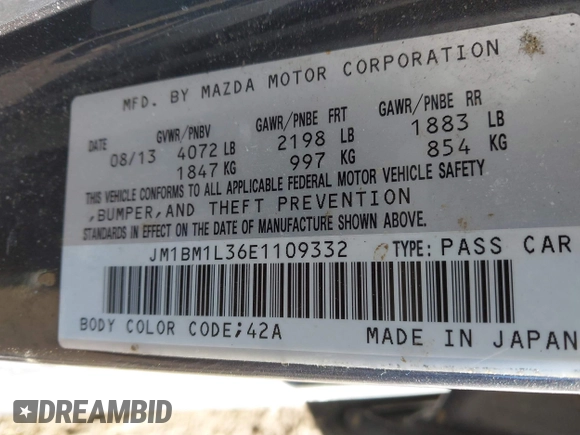 MFD. BY MAZDA MOTOR CORPORATION
DATE GVWR/PNBV GAWR/PNBE FRT GAWR/PNBE RR
08/13 4072 LB 2198 LB 1883 LB
1847 KG 997 KG 854 KG
THIS VEHICLE CONFORMS TO ALL APPLICABLE FEDERAL MOTOR VEHICLE SAFETY
,BUMPER,AND THEFT PREVENTION
STANDARDS IN EFFECT ON THE DATE OF MANUFACTURE SHOWN ABOVE.
JM1BM1L36E1109332 TYPE: PASS CAR
BODY COLOR CODE;42A MADE IN JAPAN
DREAMBID